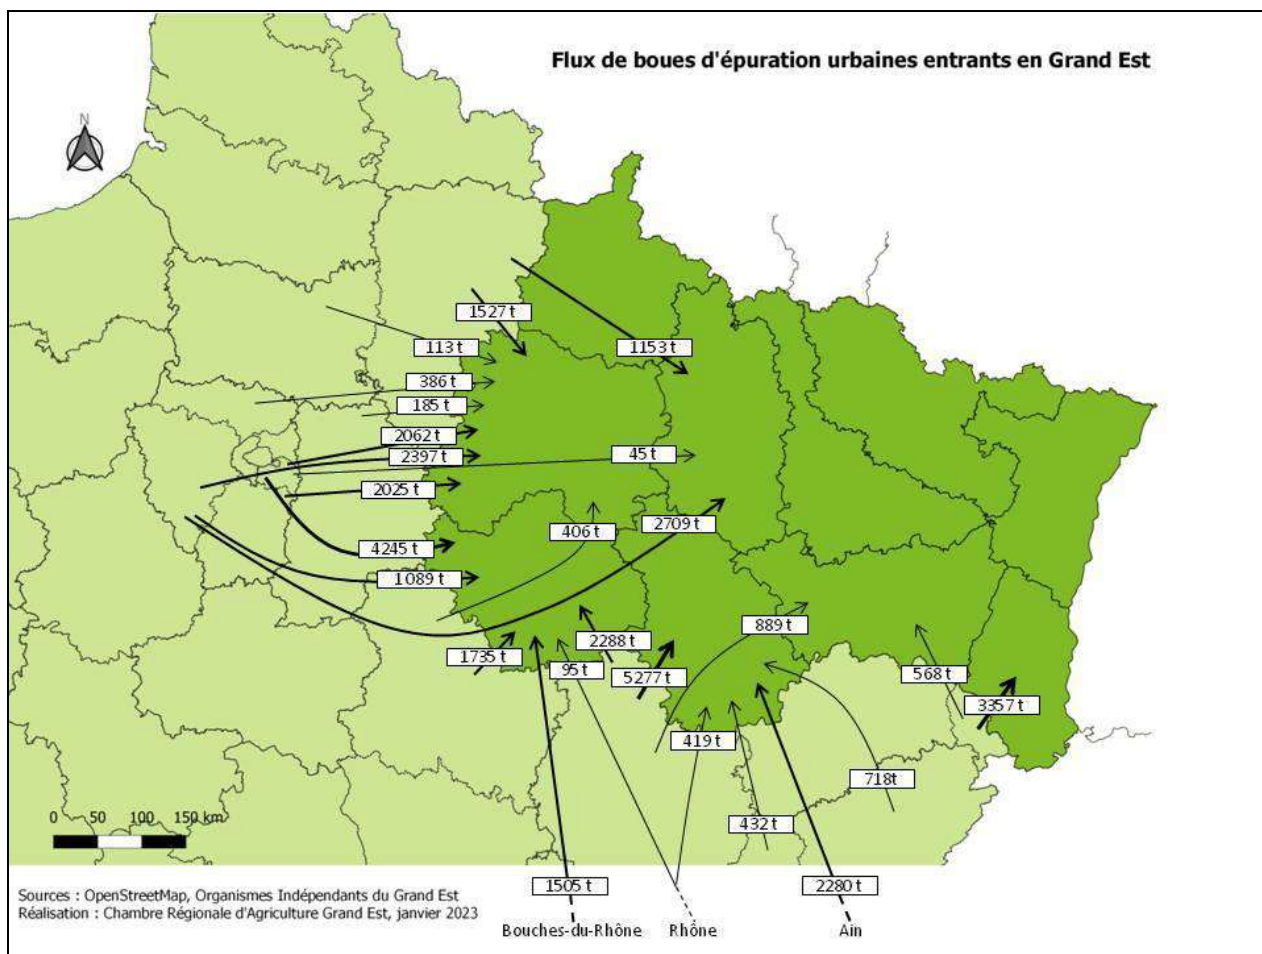 Flux de boues d'épuration urbaines entrants en Grand Est
N
1527 t
113 t
1153 t
386 t
185 t
2062 t
2397 t
45 t
2025 t
406 t
2709 t
4245 t
1089 t
889 t
2288 t
1735 t
95 t
5277 t
568 t
3357 t
419 t
718t
432 t
0 50 100 150 km
1505 t
2280 t
Sources : OpenStreetMap, Organismes Indépendants du Grand Est
Réalisation : Chambre Régionale d'Agriculture Grand Est, janvier 2023
Bouches-du-Rhône
Rhône
Ain